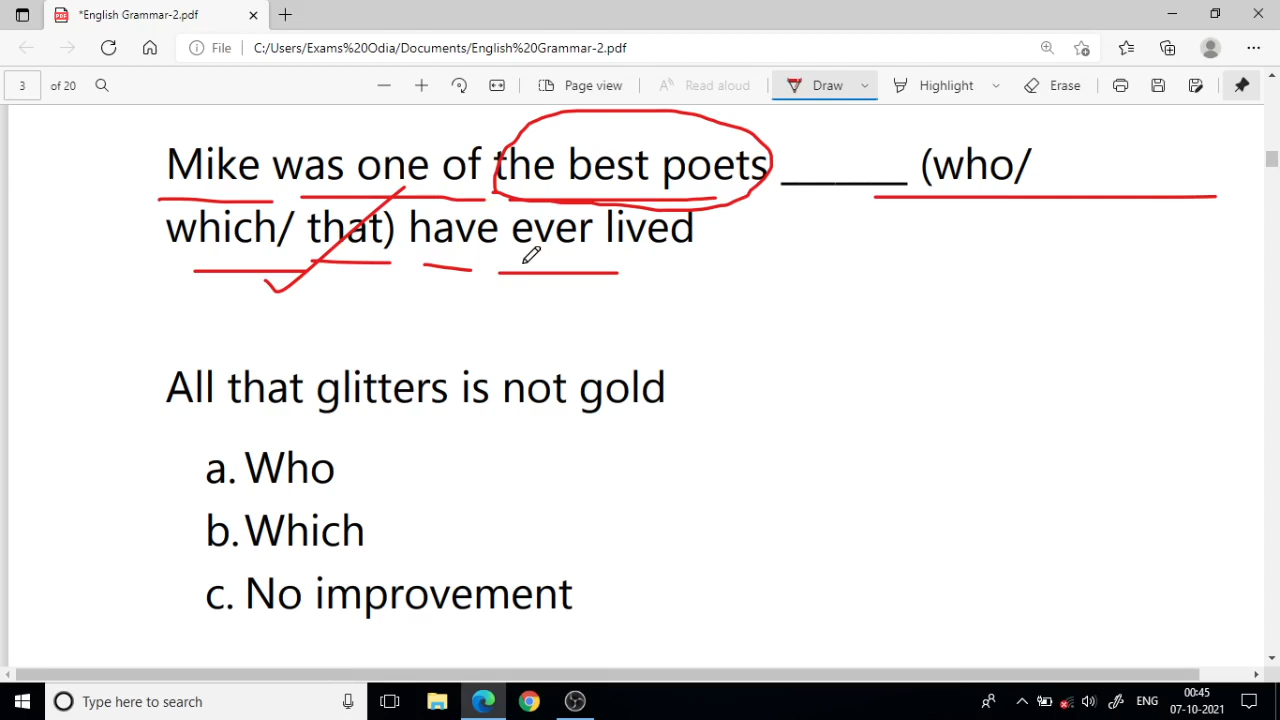 *English Grammar-2.pdf
File C:/Users/Exams%20Odia/Documents/English%20Grammar-2.pdf
3 of 20 Page view Read aloud Draw Highlight Erase
Mike was one of the best poets ______ (who/
which/ that) have ever lived
All that glitters is not gold
a. Who
b. Which
c. No improvement
Type here to search ENG 00:45
07-10-2021